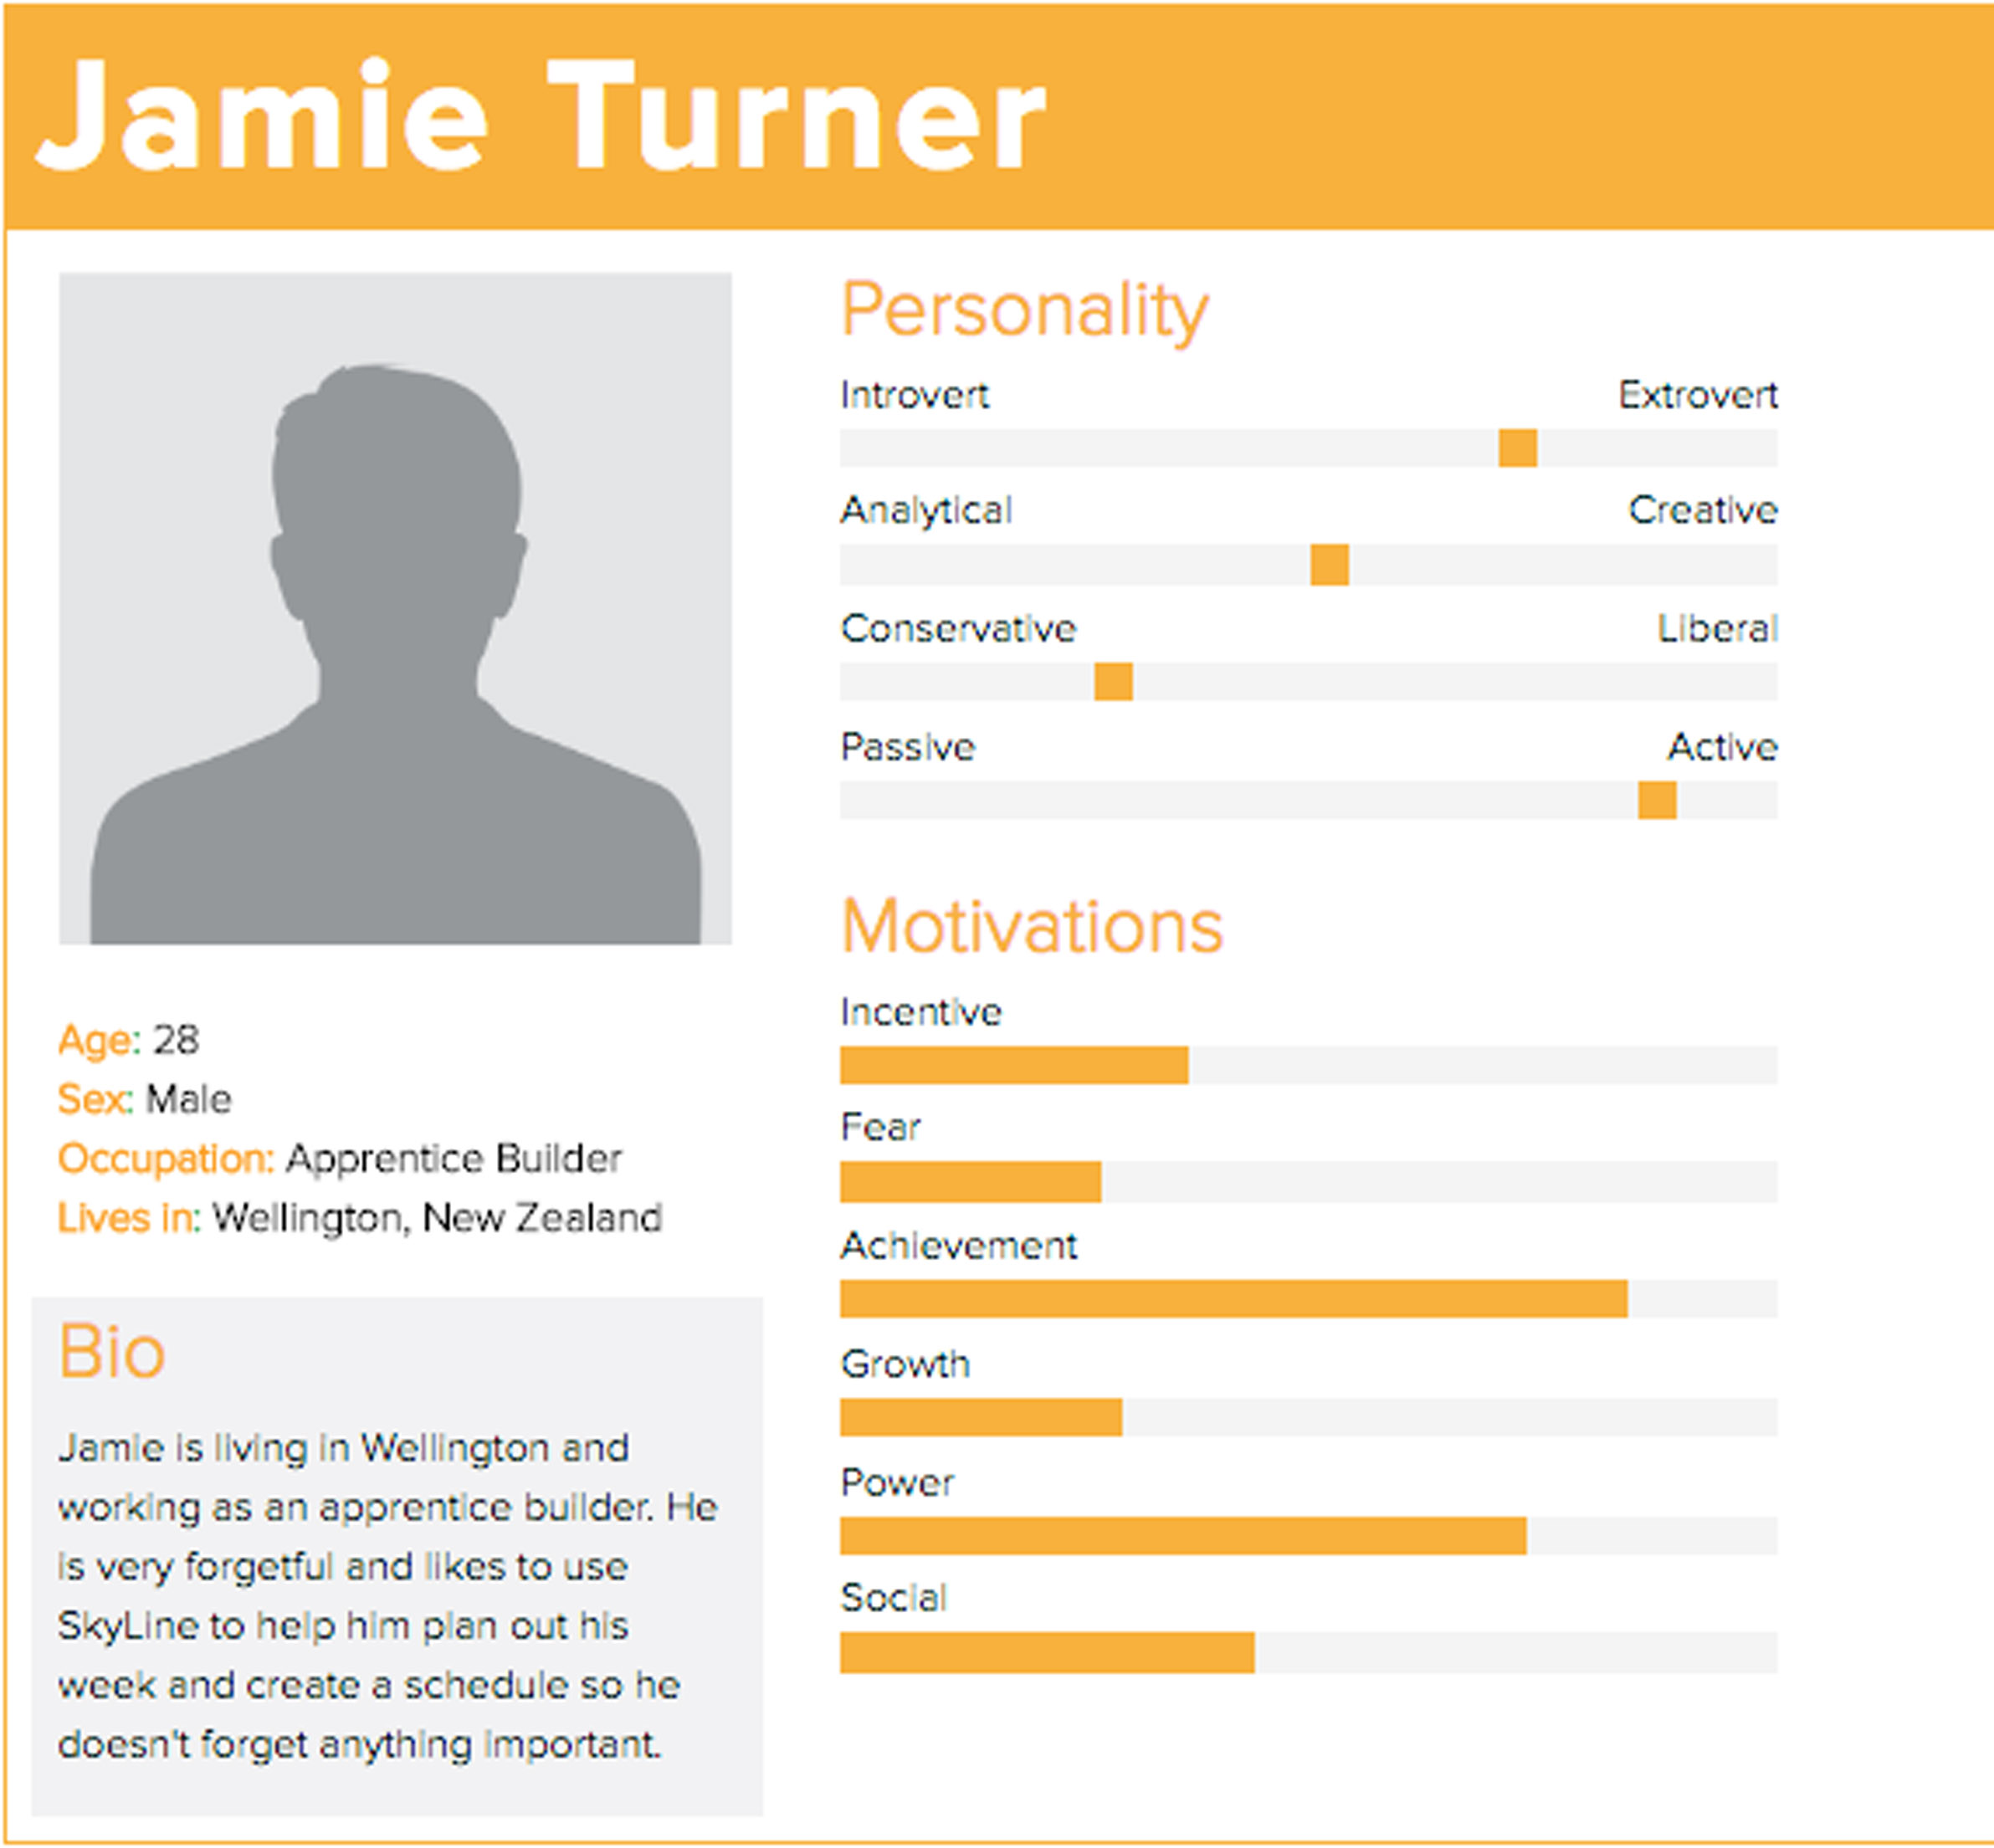 Jamie Turner
Age: 28
Sex: Male
Occupation: Apprentice Builder
Lives in: Wellington, New Zealand
Bio
Jamie is living in Wellington and
working as an apprentice builder. He
is very forgetful and likes to use
SkyLine to help him plan out his
week and create a schedule so he
doesn't forget anything important.
Personality
Introvert Extrovert
Analytical Creative
Conservative Liberal
Passive Active
Motivations
Incentive
Fear
Achievement
Growth
Power
Social